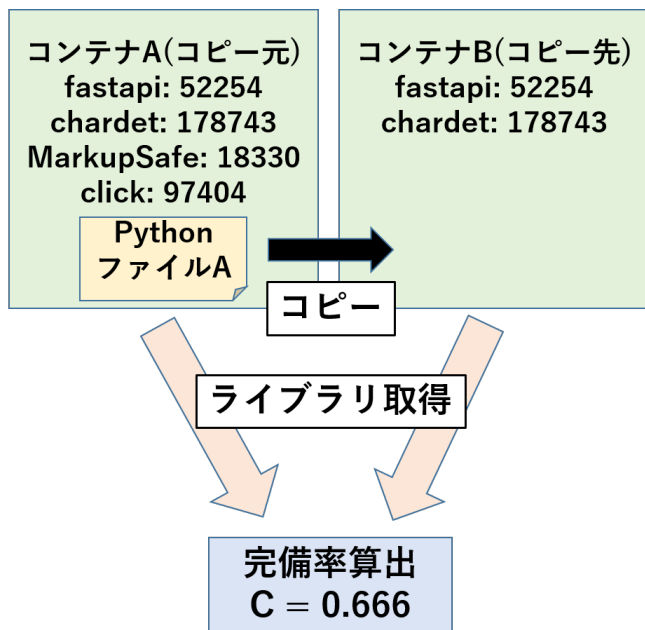 コンテナA(コピー元)
fastapi: 52254
chardet: 178743
MarkupSafe: 18330
click: 97404
Python
ファイルA
コンテナB(コピー先)
fastapi: 52254
chardet: 178743
コピー
ライブラリ取得
完備率算出
C = 0.666